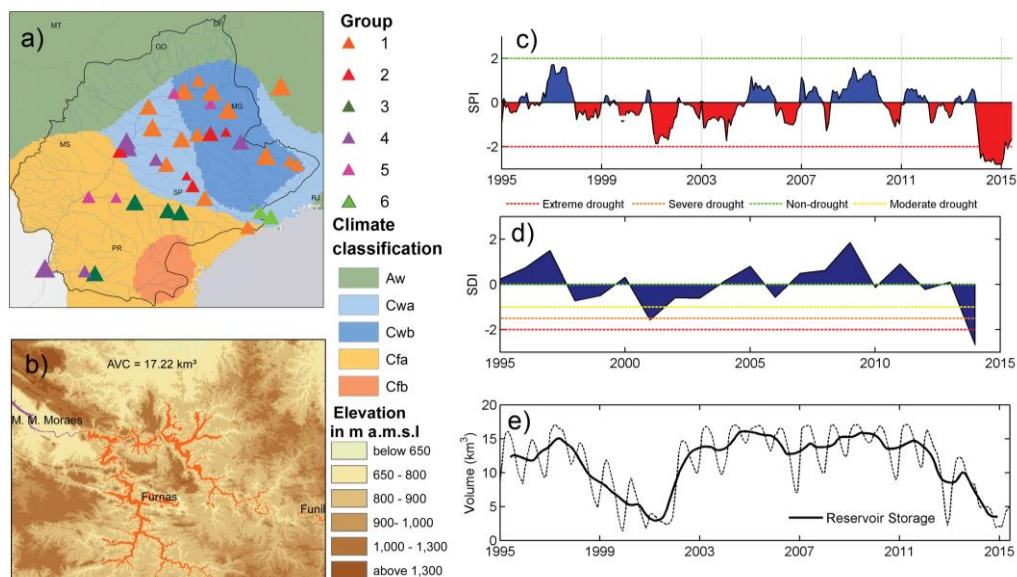 a)
MT
GO
DF
MG
MS
SP
RJ
PR
Group
1
2
3
4
5
6
Climate
classification
Aw
Cwa
Cwb
Cfa
Cfb
b)
AVC = 17.22 km³
M. M. Moraes
Furnas
Funil
Elevation
in m a.m.s.l
below 650
650 - 800
800 - 900
900- 1,000
1,000 - 1,300
above 1,300
c)
SPI
2
0
-2
1995 1999 2003 2007 2011 2015
Extreme drought Severe drought Non-drought Moderate drought
d)
SDI
2
0
-2
1995 2000 2005 2010 2015
e)
Volume (km³)
20
15
10
5
0
Reservoir Storage
1995 1999 2003 2007 2011 2015